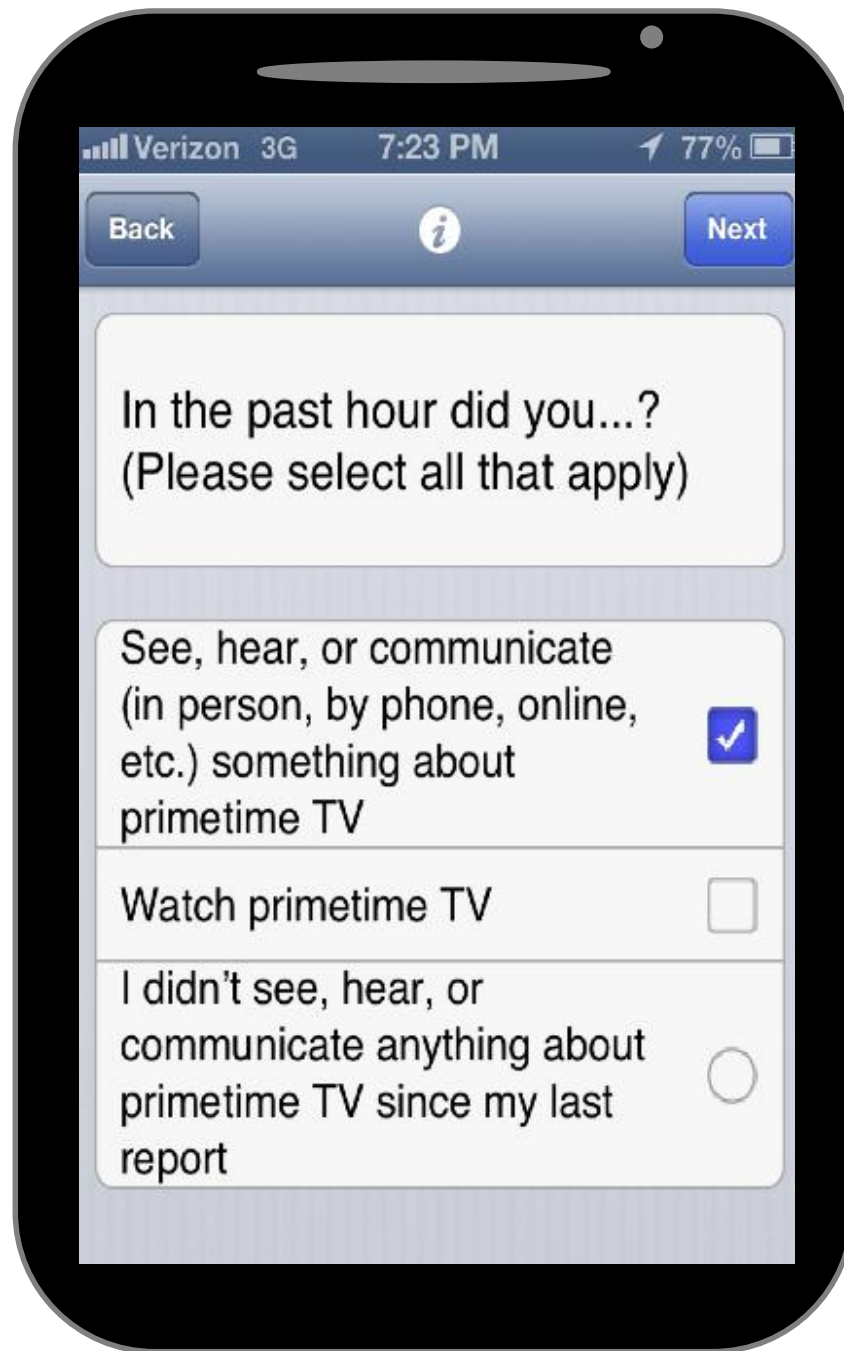 Verizon 3G 7:23 PM 77%
Back i Next
In the past hour did you...?
(Please select all that apply)
See, hear, or communicate
(in person, by phone, online,
etc.) something about
primetime TV
Watch primetime TV
I didn't see, hear, or
communicate anything about
primetime TV since my last
report